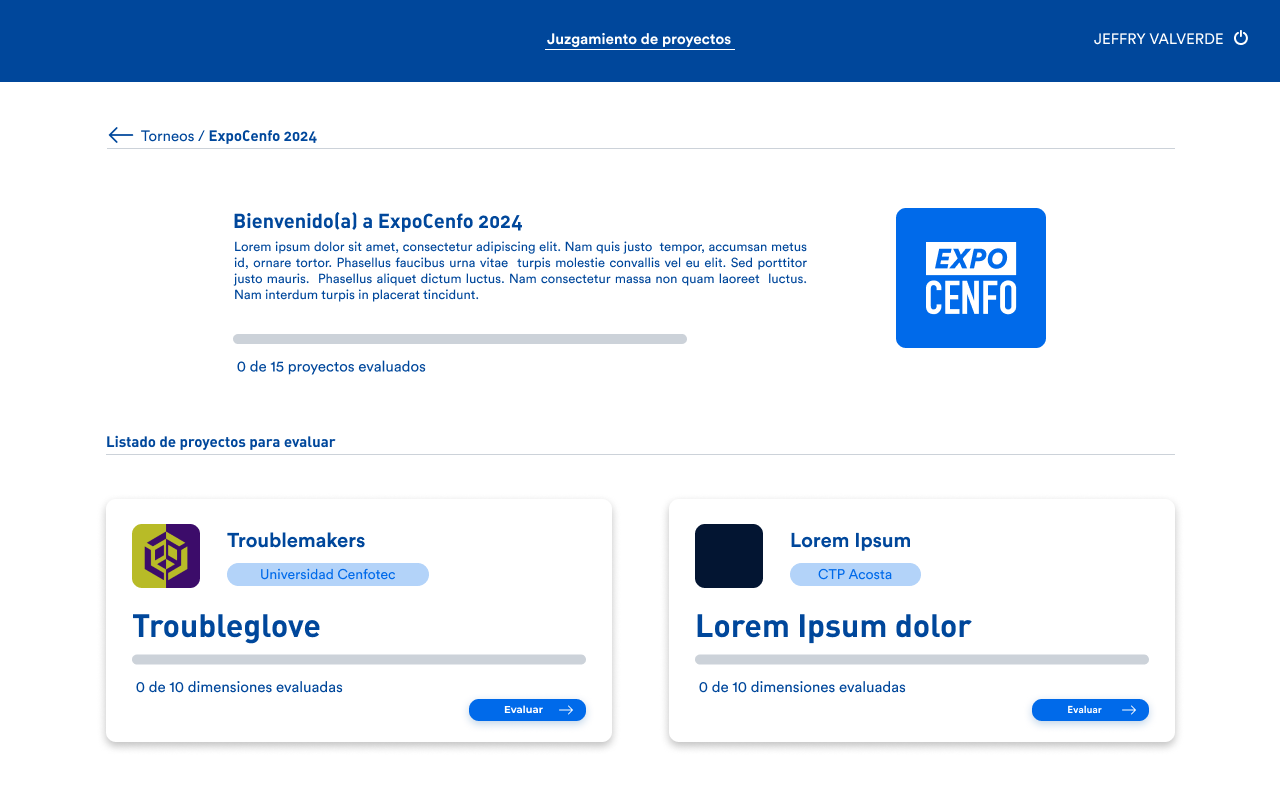 Juzgamiento de proyectos
JEFFRY VALVERDE
Torneos / ExpoCenfo 2024
Bienvenido(a) a ExpoCenfo 2024
Lorem ipsum dolor sit amet, consectetur adipiscing elit. Nam quis justo tempor, accumsan metus
id, ornare tortor. Phasellus faucibus urna vitae turpis molestie convallis vel eu elit. Sed porttitor
justo mauris. Phasellus aliquet dictum luctus. Nam consectetur massa non quam laoreet luctus.
Nam interdum turpis in placerat tincidunt.
EXPO
CENFO
0 de 15 proyectos evaluados
Listado de proyectos para evaluar
Troublemakers
Universidad Cenfotec
Troubleglove
0 de 10 dimensiones evaluadas
Evaluar
Lorem Ipsum
CTP Acosta
Lorem Ipsum dolor
0 de 10 dimensiones evaluadas
Evaluar